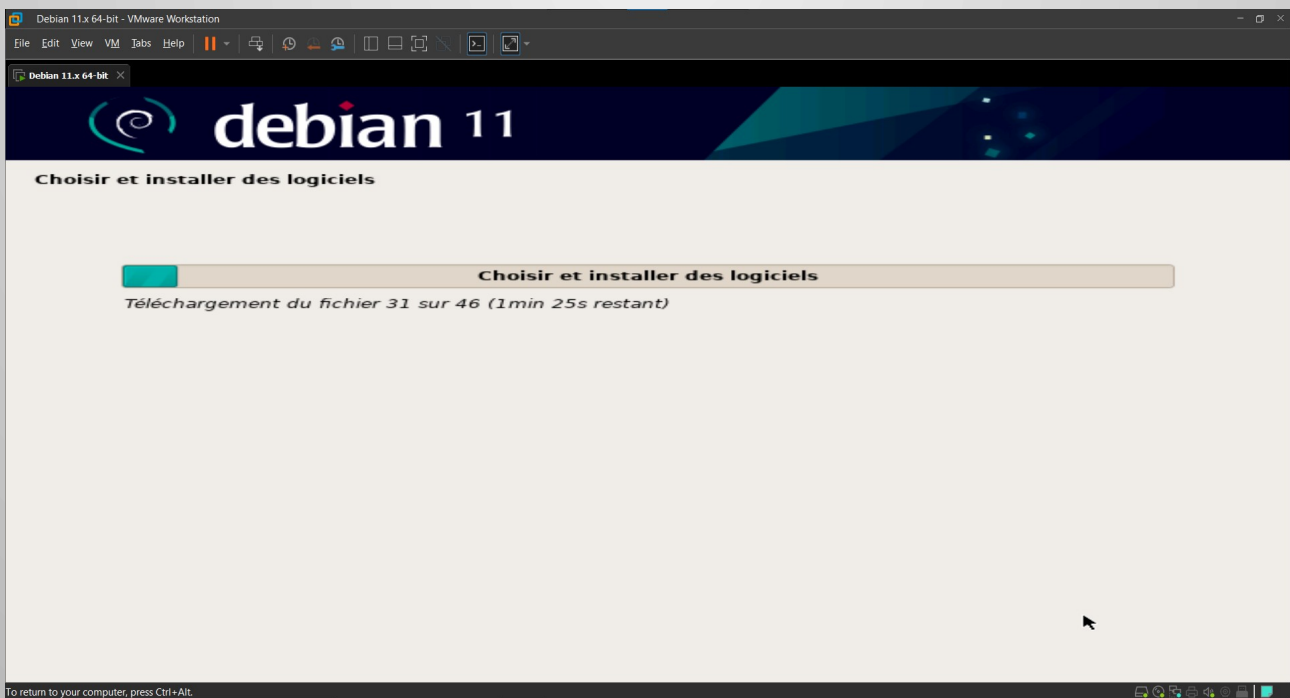 Debian 11.x 64-bit - VMware Workstation
File Edit View VM Tabs Help
Debian 11.x 64-bit
debian 11
Choisir et installer des logiciels
Choisir et installer des logiciels
Téléchargement du fichier 31 sur 46 (1min 25s restant)
To return to your computer, press Ctrl+Alt.